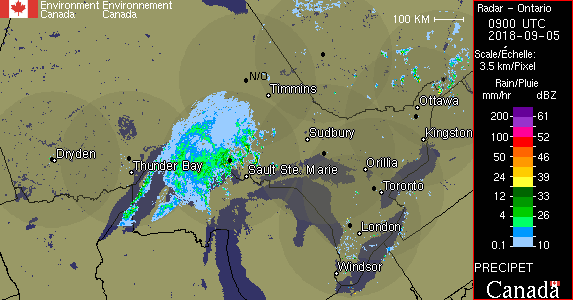 Environment Environnement
Canada Canada
100 KM
N/O
Timmins
Ottawa
Sudbury
Kingston
Dryden
Thunder Bay
Sault Ste. Marie
Orillia
Toronto
London
Windsor
Radar - Ontario
0900 UTC
2018-09-05
Scale/Échelle:
3.5 km/Pixel
Rain/Pluie
mm/hr dBZ
200 61
100 52
50 46
24 39
12 33
4 26
1 18
0.1 10
PRECIPET
Canada